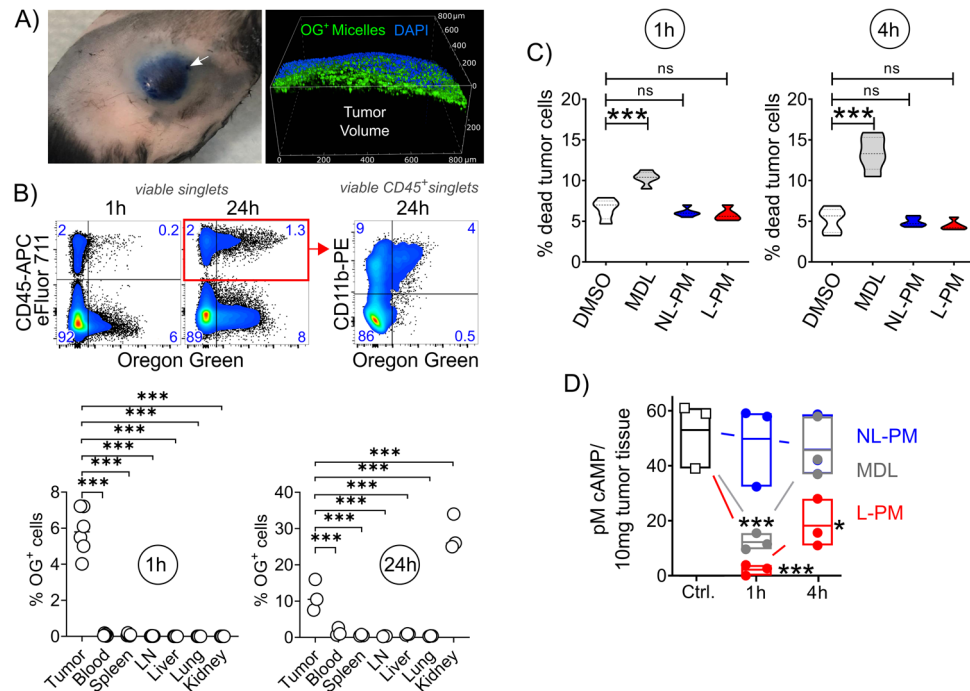 A)
OG+ Micelles DAPI
800µm
200
0
Tumor
Volume
200
0 200 400 600 800 µm
B)
viable singlets
viable CD45+singlets
1h
24h
24h
CD45-APC
eFluor 711
2 0.2
92 6
2 1.3
89 8
CD11b-PE
9 4
86 0.5
Oregon Green
Oregon Green
***
***
***
***
***
***
% OG+ cells
8
6
4
2
0
1h
Tumor
Blood
Spleen
LN
Liver
Lung
Kidney
***
***
***
***
***
***
% OG+ cells
40
30
20
10
0
24h
Tumor
Blood
Spleen
LN
Liver
Lung
Kidney
C)
1h
ns
ns
***
% dead tumor cells
20
15
10
5
0
DMSO
MDL
NL-PM
L-PM
4h
ns
ns
***
% dead tumor cells
20
15
10
5
0
DMSO
MDL
NL-PM
L-PM
D)
pM cAMP/
10mg tumor tissue
60
40
20
0
NL-PM
MDL
L-PM
***
***
*
Ctrl. 1h 4h